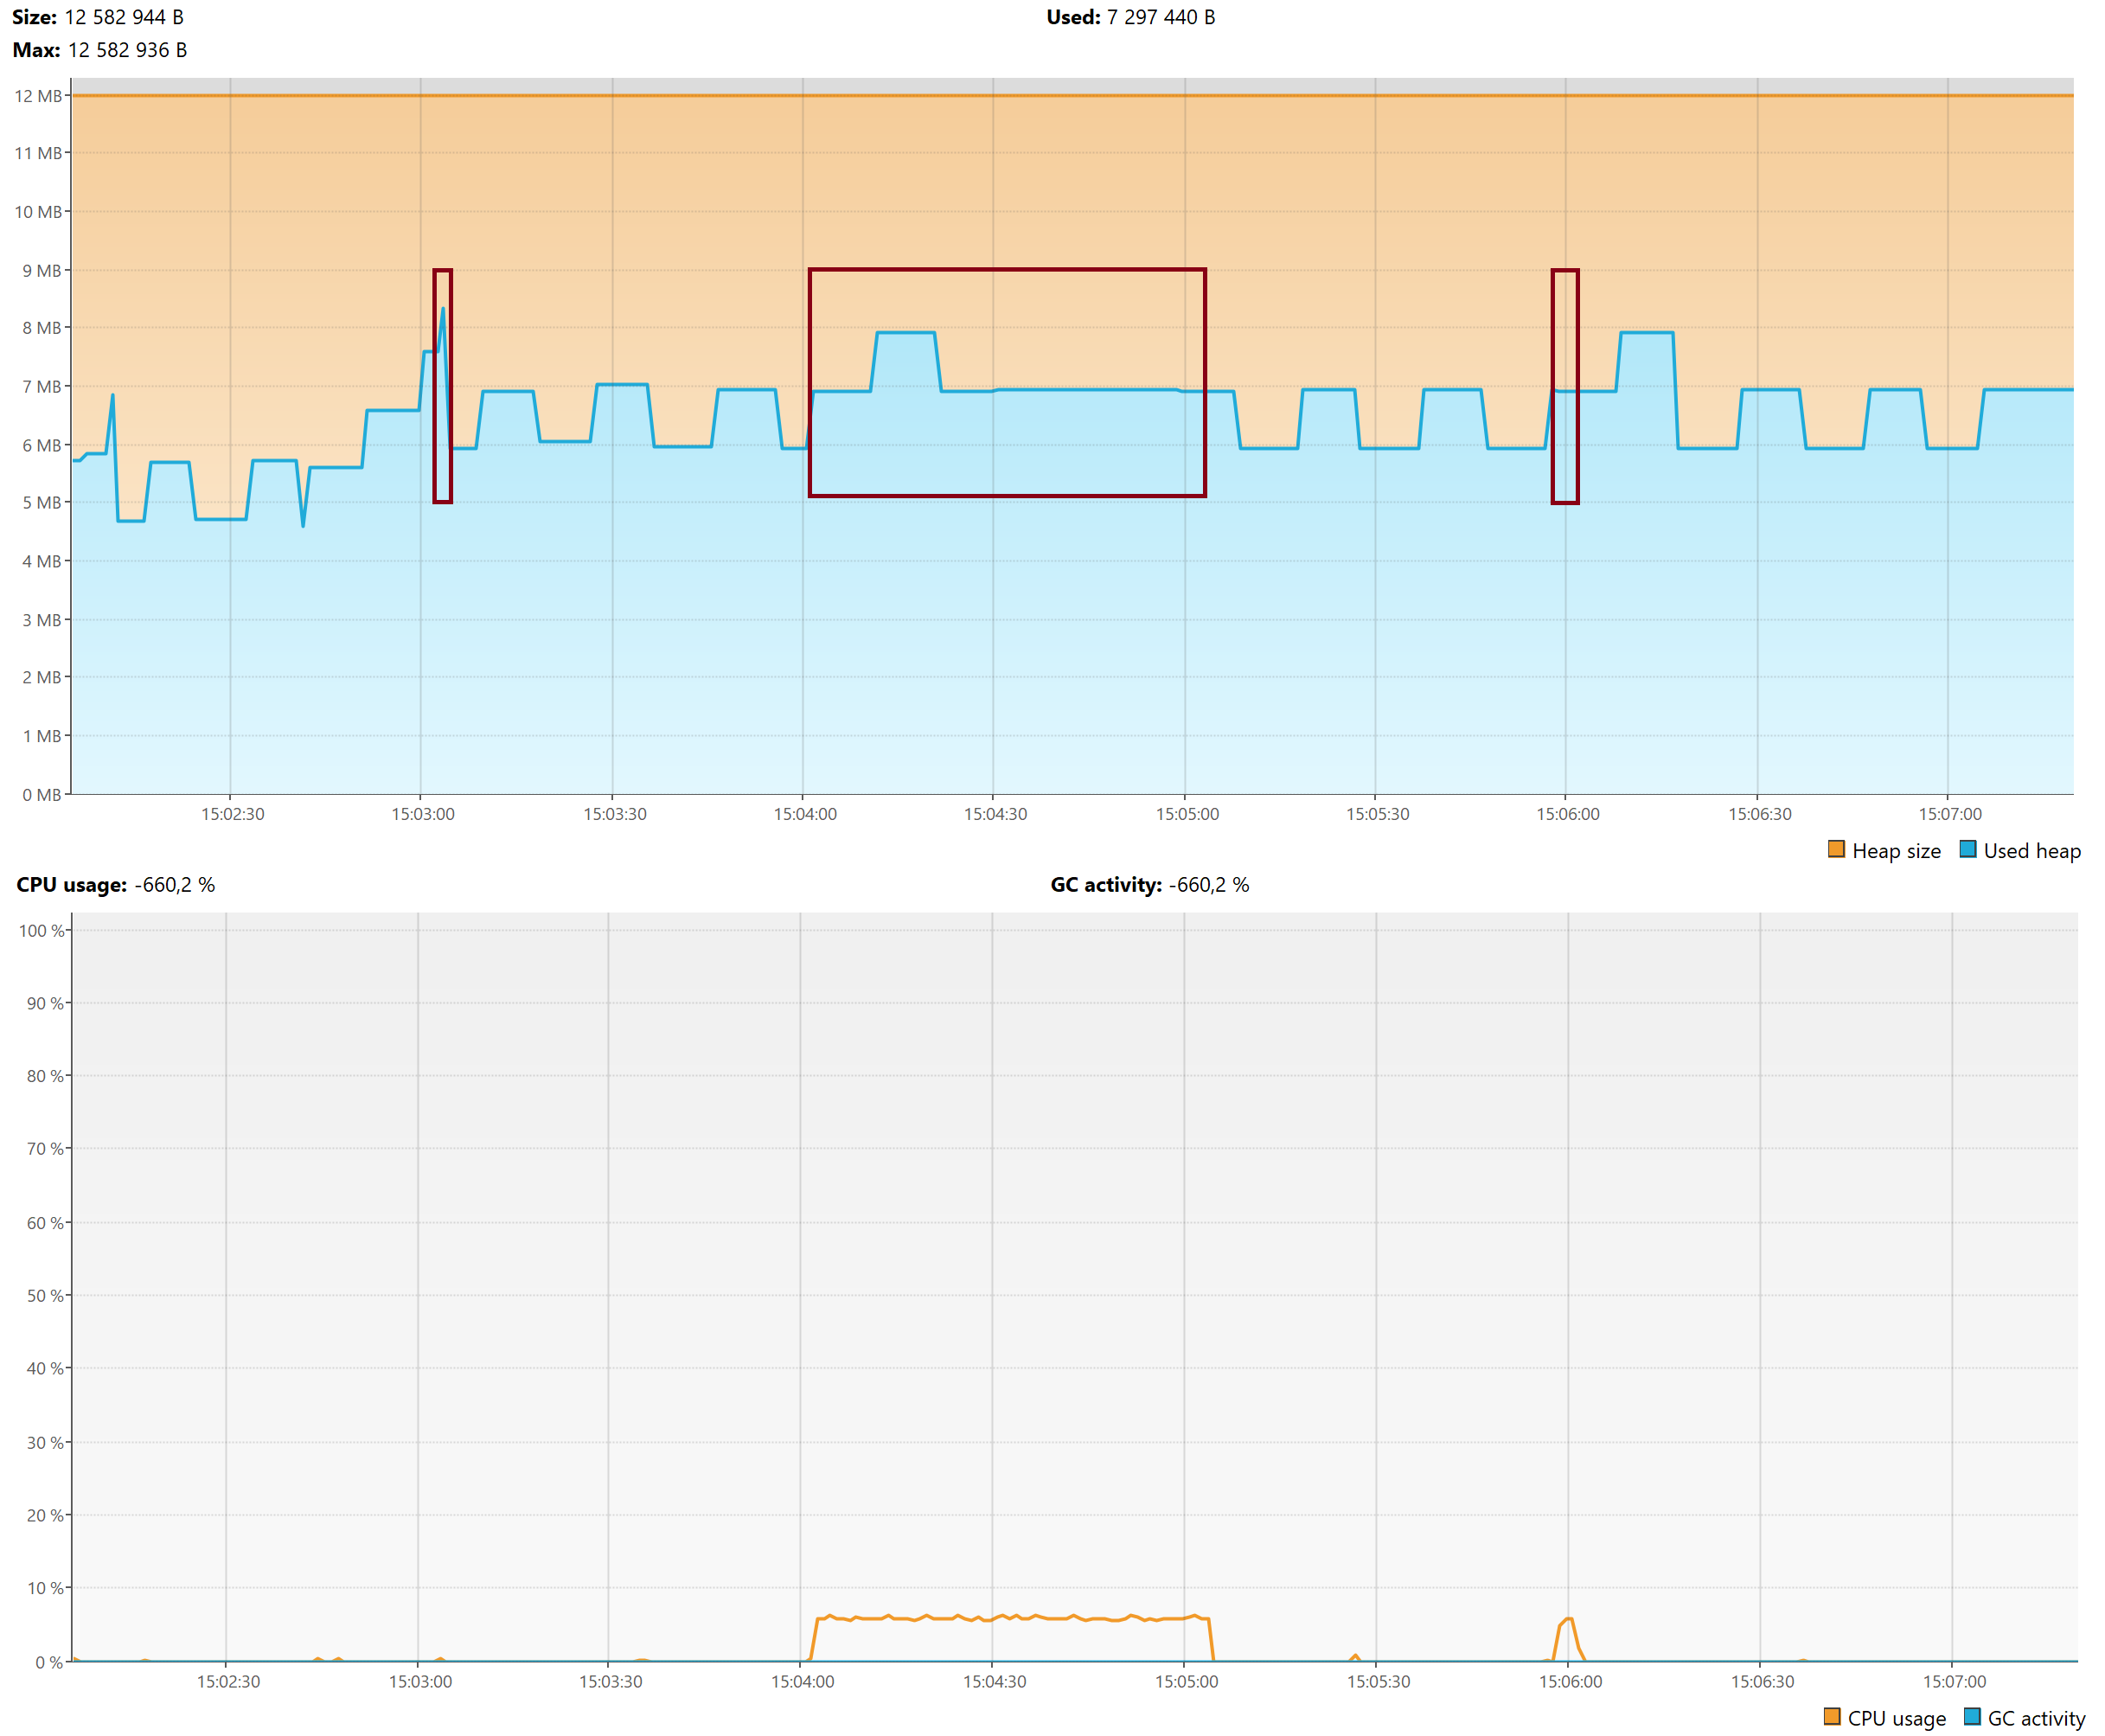 Size: 12 582 944 B
Used: 7 297 440 B
Max: 12 582 936 B
12 MB
11 MB
10 MB
9 MB
8 MB
7 MB
6 MB
5 MB
4 MB
3 MB
2 MB
1 MB
0 MB
15:02:30 15:03:00 15:03:30 15:04:00 15:04:30 15:05:00 15:05:30 15:06:00 15:06:30 15:07:00
Heap size Used heap
CPU usage: -660,2 %
GC activity: -660,2 %
100 %
90 %
80 %
70 %
60 %
50 %
40 %
30 %
20 %
10 %
0 %
15:02:30 15:03:00 15:03:30 15:04:00 15:04:30 15:05:00 15:05:30 15:06:00 15:06:30 15:07:00
CPU usage GC activity